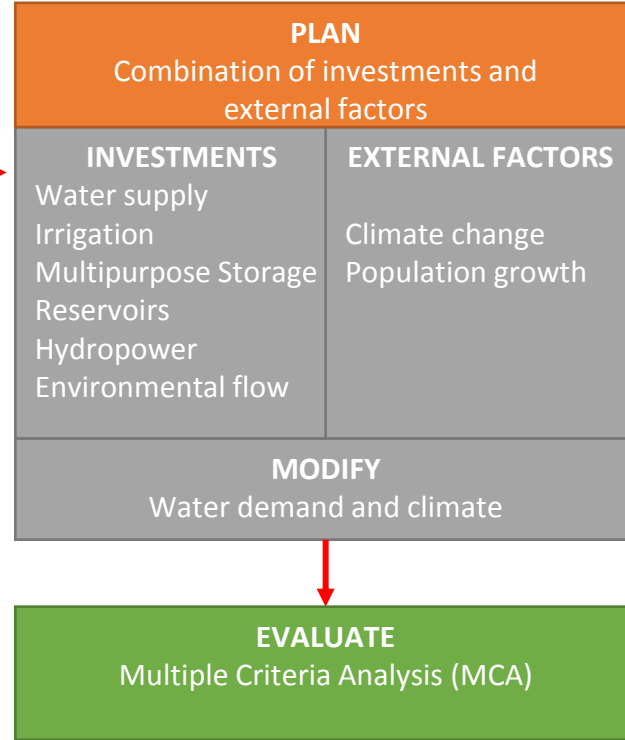 PLAN
Combination of investments and
external factors
INVESTMENTS
Water supply
Irrigation
Multipurpose Storage
Reservoirs
Hydropower
Environmental flow
EXTERNAL FACTORS
Climate change
Population growth
MODIFY
Water demand and climate
EVALUATE
Multiple Criteria Analysis (MCA)